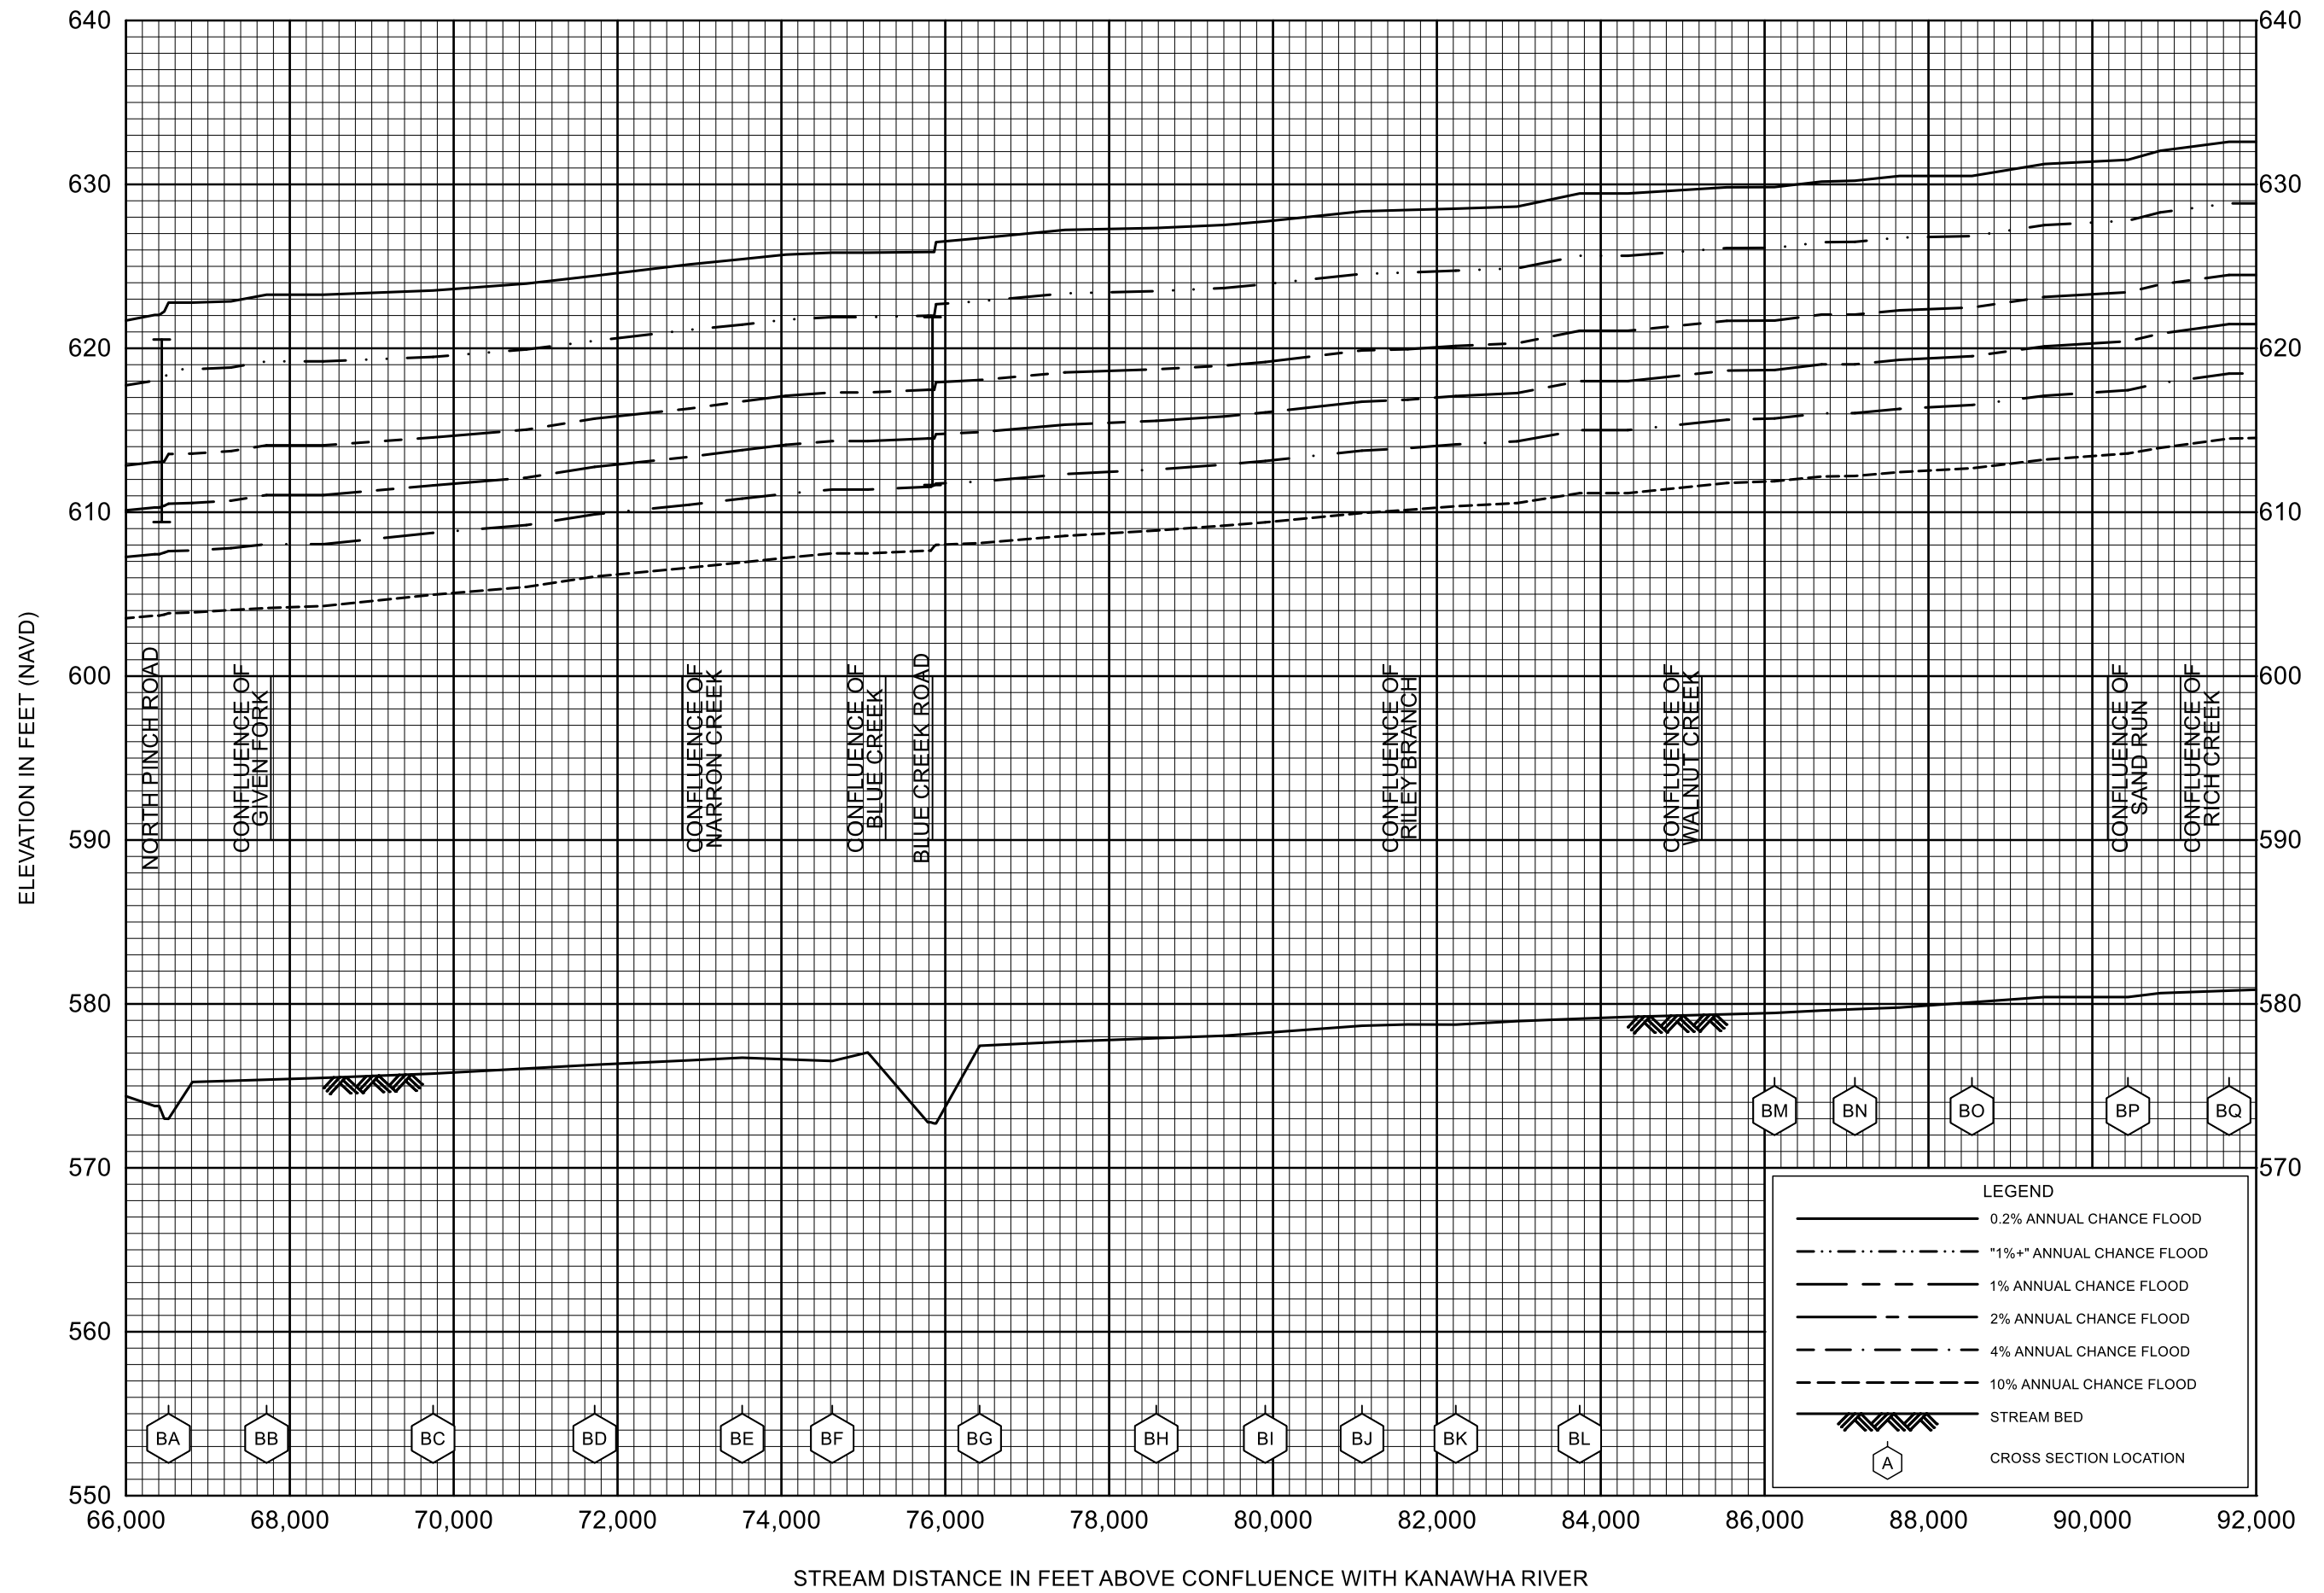 640
630
620
610
600
590
580
570
560
550
ELEVATION IN FEET (NAVD)
640
630
620
610
600
590
580
570
NORTH PINCH ROAD
CONFLUENCE OF
GIVEN FORK
CONFLUENCE OF
NARRON CREEK
CONFLUENCE OF
BLUE CREEK
BLUE CREEK ROAD
CONFLUENCE OF
RILEY BRANCH
CONFLUENCE OF
WALNUT CREEK
CONFLUENCE OF
SAND RUN
CONFLUENCE OF
RICH CREEK
BM BN BO BP BQ
LEGEND
0.2% ANNUAL CHANCE FLOOD
"1%+" ANNUAL CHANCE FLOOD
1% ANNUAL CHANCE FLOOD
2% ANNUAL CHANCE FLOOD
4% ANNUAL CHANCE FLOOD
10% ANNUAL CHANCE FLOOD
STREAM BED
A CROSS SECTION LOCATION
BA BB BC BD BE BF BG BH BI BJ BK BL
66,000 68,000 70,000 72,000 74,000 76,000 78,000 80,000 82,000 84,000 86,000 88,000 90,000 92,000
STREAM DISTANCE IN FEET ABOVE CONFLUENCE WITH KANAWHA RIVER